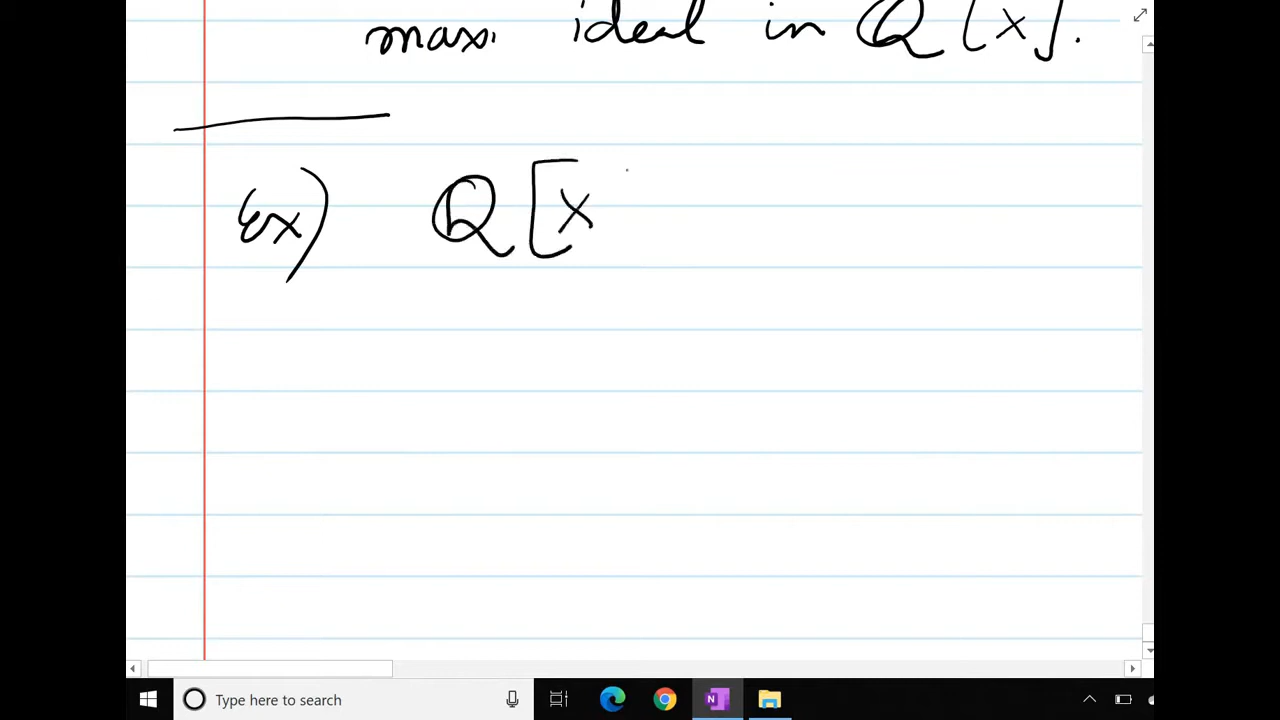 max. ideal in Q[x].
Ex) Q[x
Type here to search